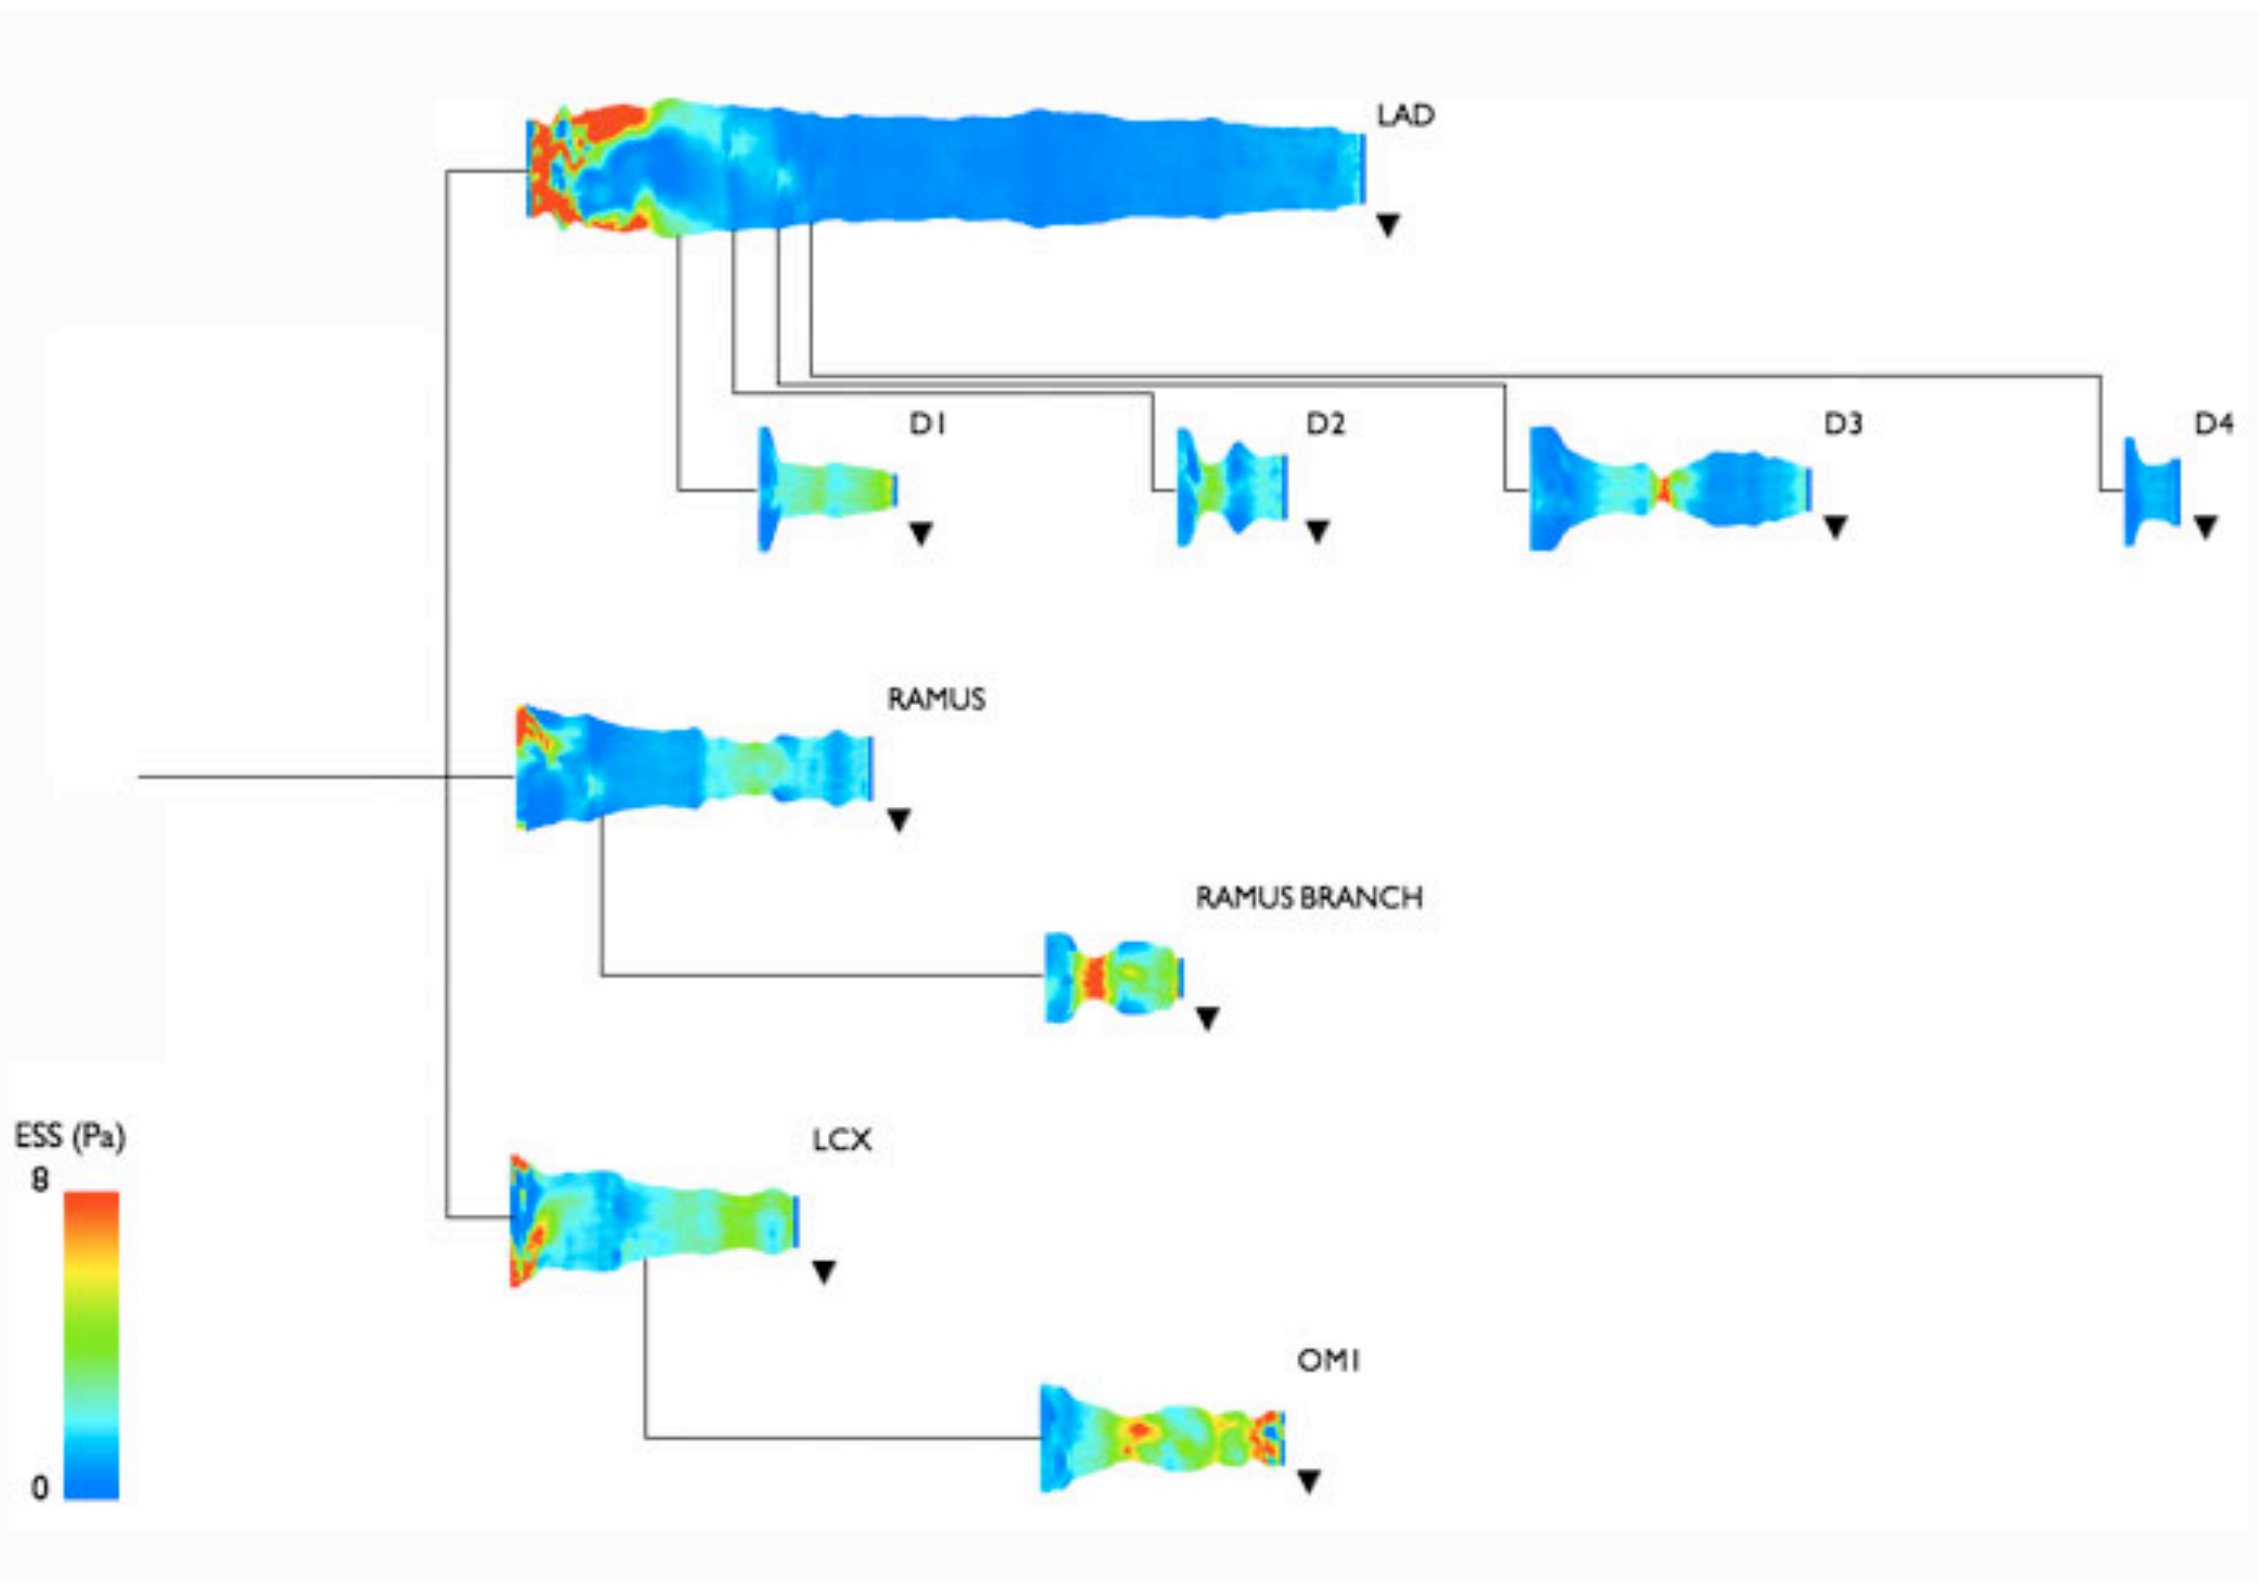 LAD
D1
D2
D3
D4
RAMUS
RAMUS BRANCH
ESS (Pa)
8
0
LCX
OM1